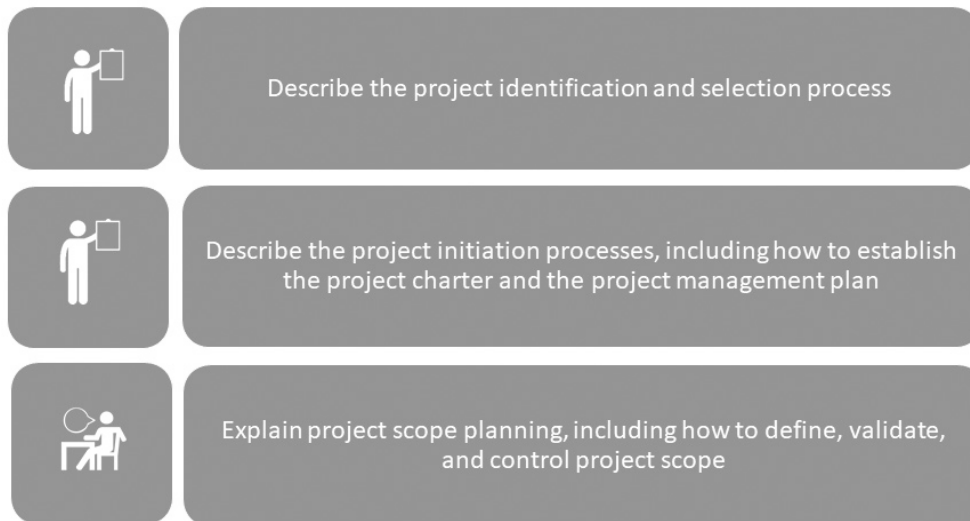 Describe the project identification and selection process
Describe the project initiation processes, including how to establish
the project charter and the project management plan
Explain project scope planning, including how to define, validate,
and control project scope